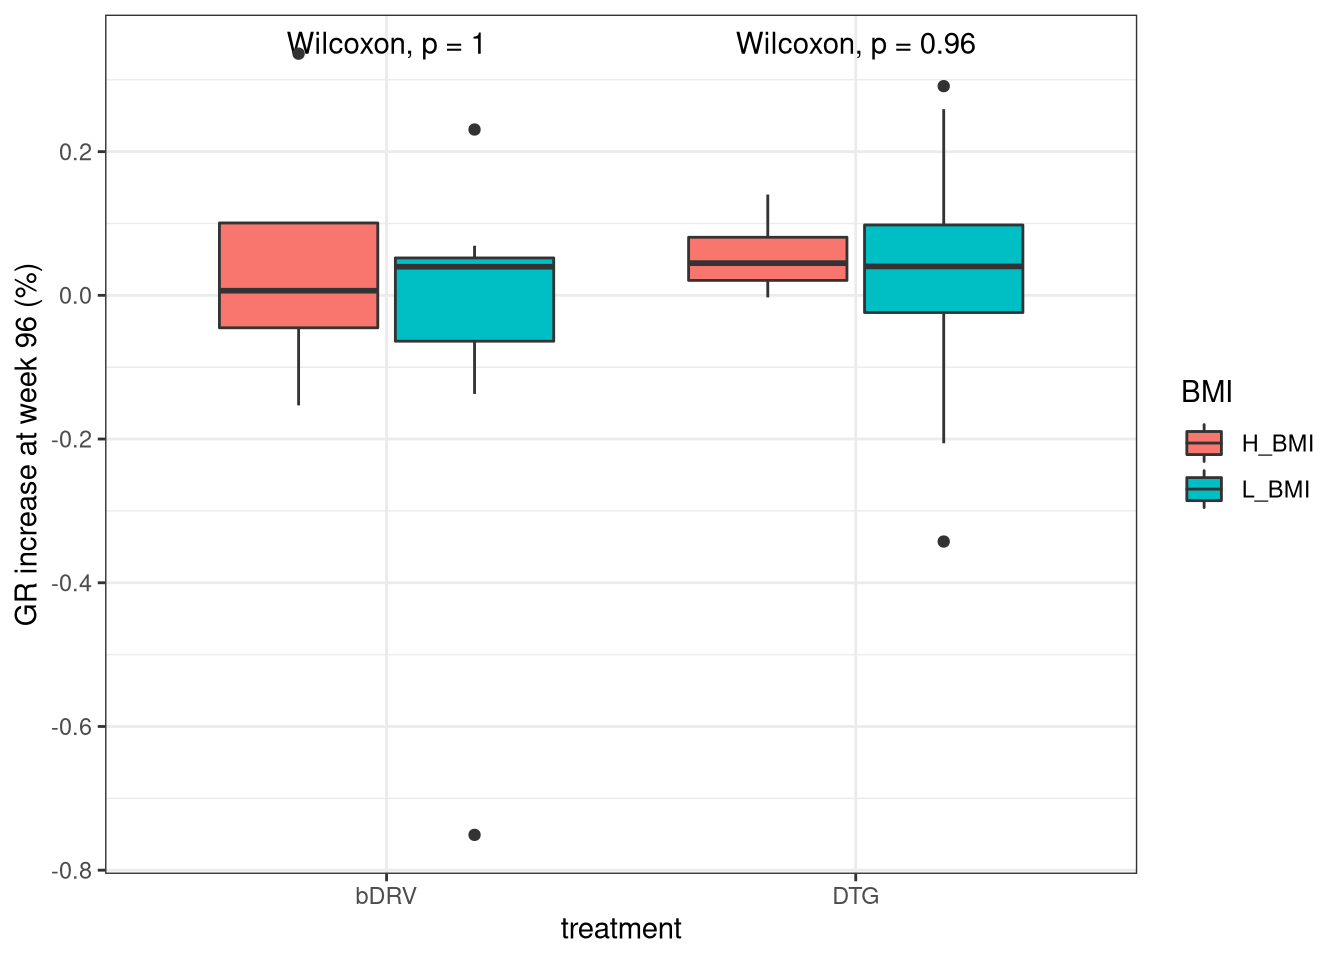 Wilcoxon, p = 1
Wilcoxon, p = 0.96
GR increase at week 96 (%)
0.2
0.0
-0.2
-0.4
-0.6
-0.8
bDRV
DTG
treatment
BMI
H_BMI
L_BMI